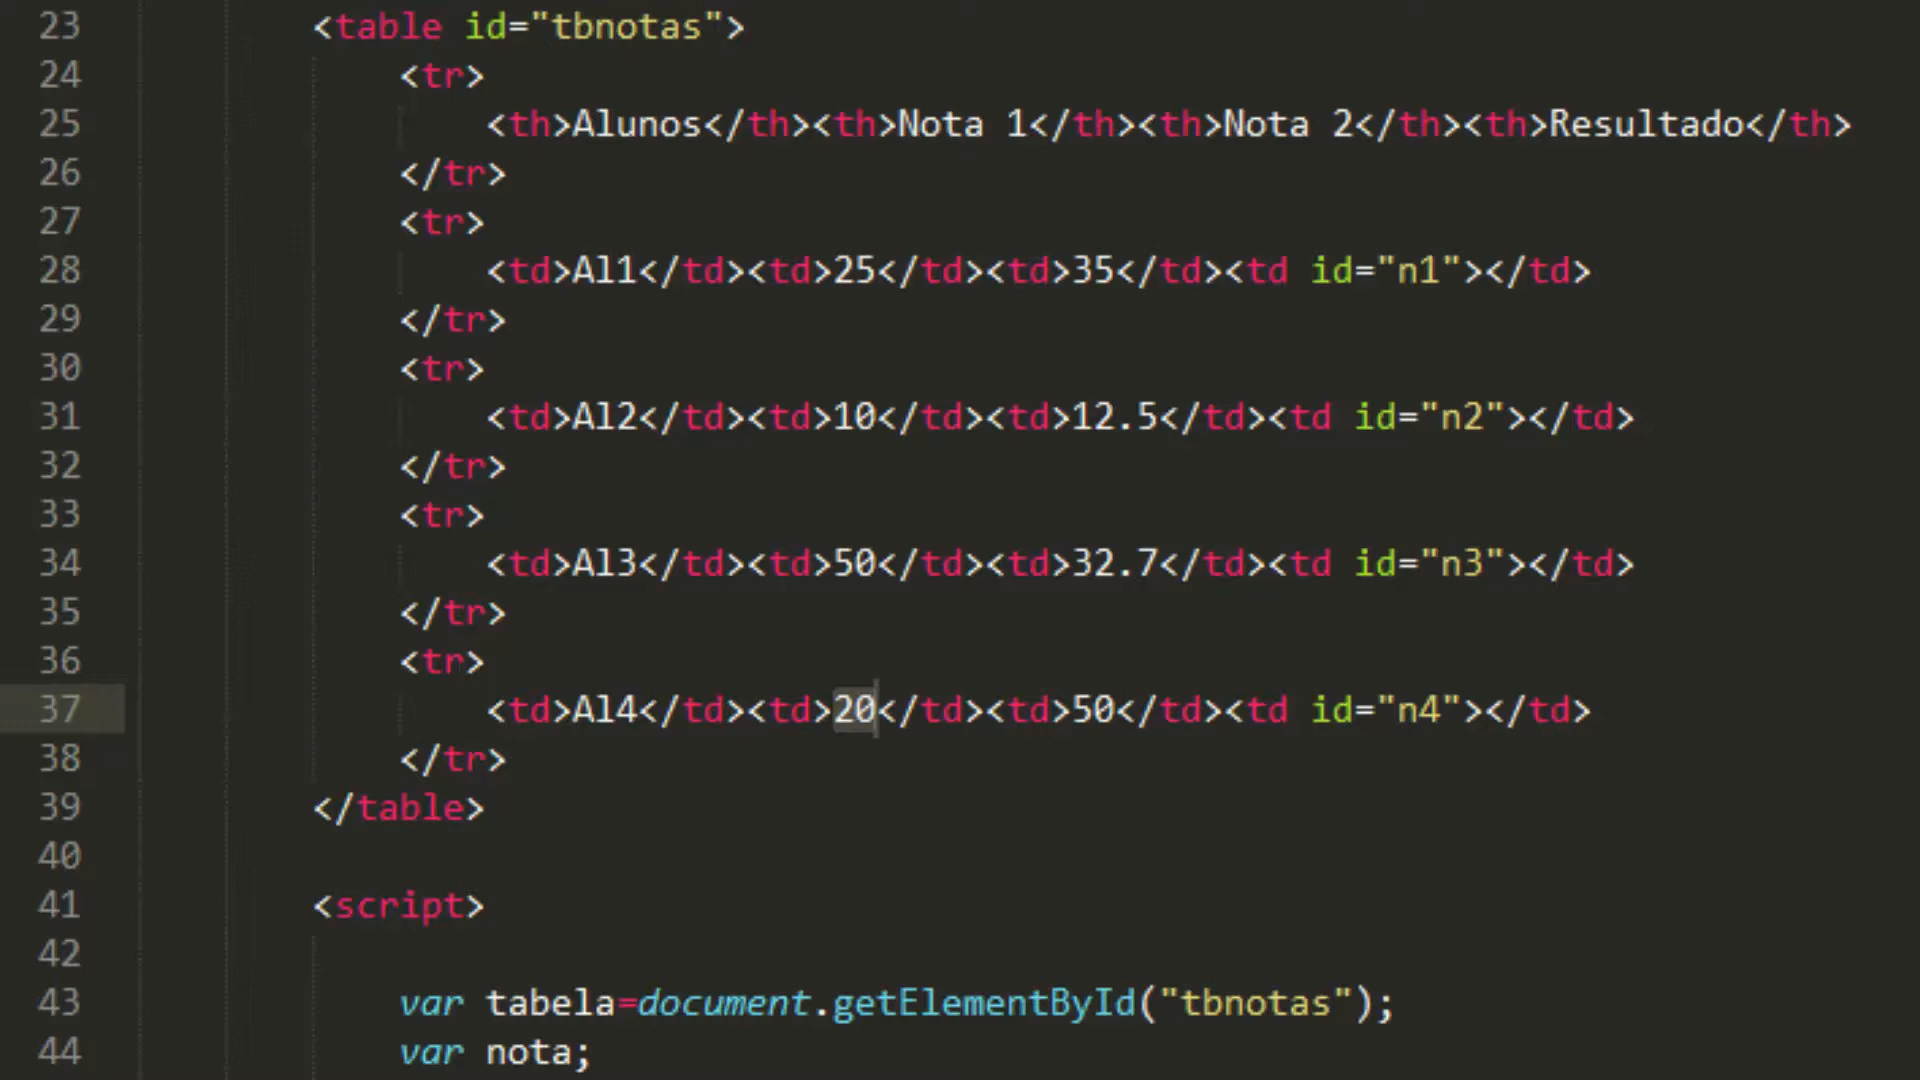 23 <table id="tbnotas">
24 <tr>
25 <th>Alunos</th><th>Nota 1</th><th>Nota 2</th><th>Resultado</th>
26 </tr>
27 <tr>
28 <td>Al1</td><td>25</td><td>35</td><td id="n1"></td>
29 </tr>
30 <tr>
31 <td>Al2</td><td>10</td><td>12.5</td><td id="n2"></td>
32 </tr>
33 <tr>
34 <td>Al3</td><td>50</td><td>32.7</td><td id="n3"></td>
35 </tr>
36 <tr>
37 <td>Al4</td><td>20</td><td>50</td><td id="n4"></td>
38 </tr>
39 </table>
40
41 <script>
42
43 var tabela=document.getElementById("tbnotas");
44 var nota;